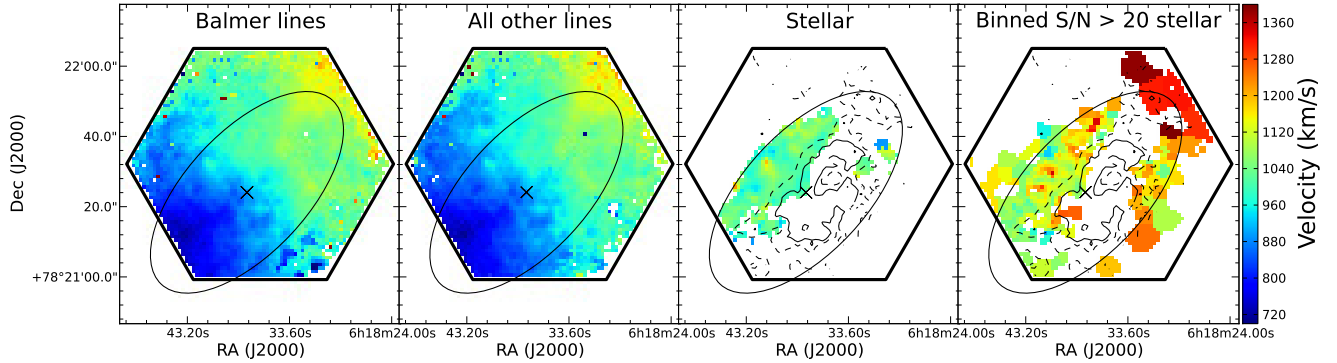 Balmer lines
All other lines
Stellar
Binned S/N > 20 stellar
22'00.0"
40.0"
20.0"
+78°21'00.0"
Dec (J2000)
43.20s 33.60s 6h18m24.00s 43.20s 33.60s 6h18m24.00s 43.20s 33.60s 6h18m24.00s 43.20s 33.60s 6h18m24.00s
RA (J2000) RA (J2000) RA (J2000) RA (J2000)
1360
1280
1200
1120
1040
960
880
800
720
Velocity (km/s)